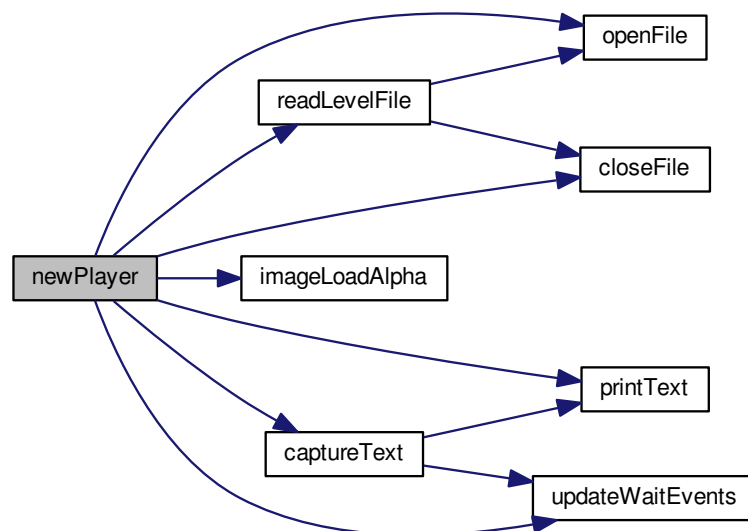 openFile
readLevelFile
closeFile
newPlayer
imageLoadAlpha
printText
captureText
updateWaitEvents